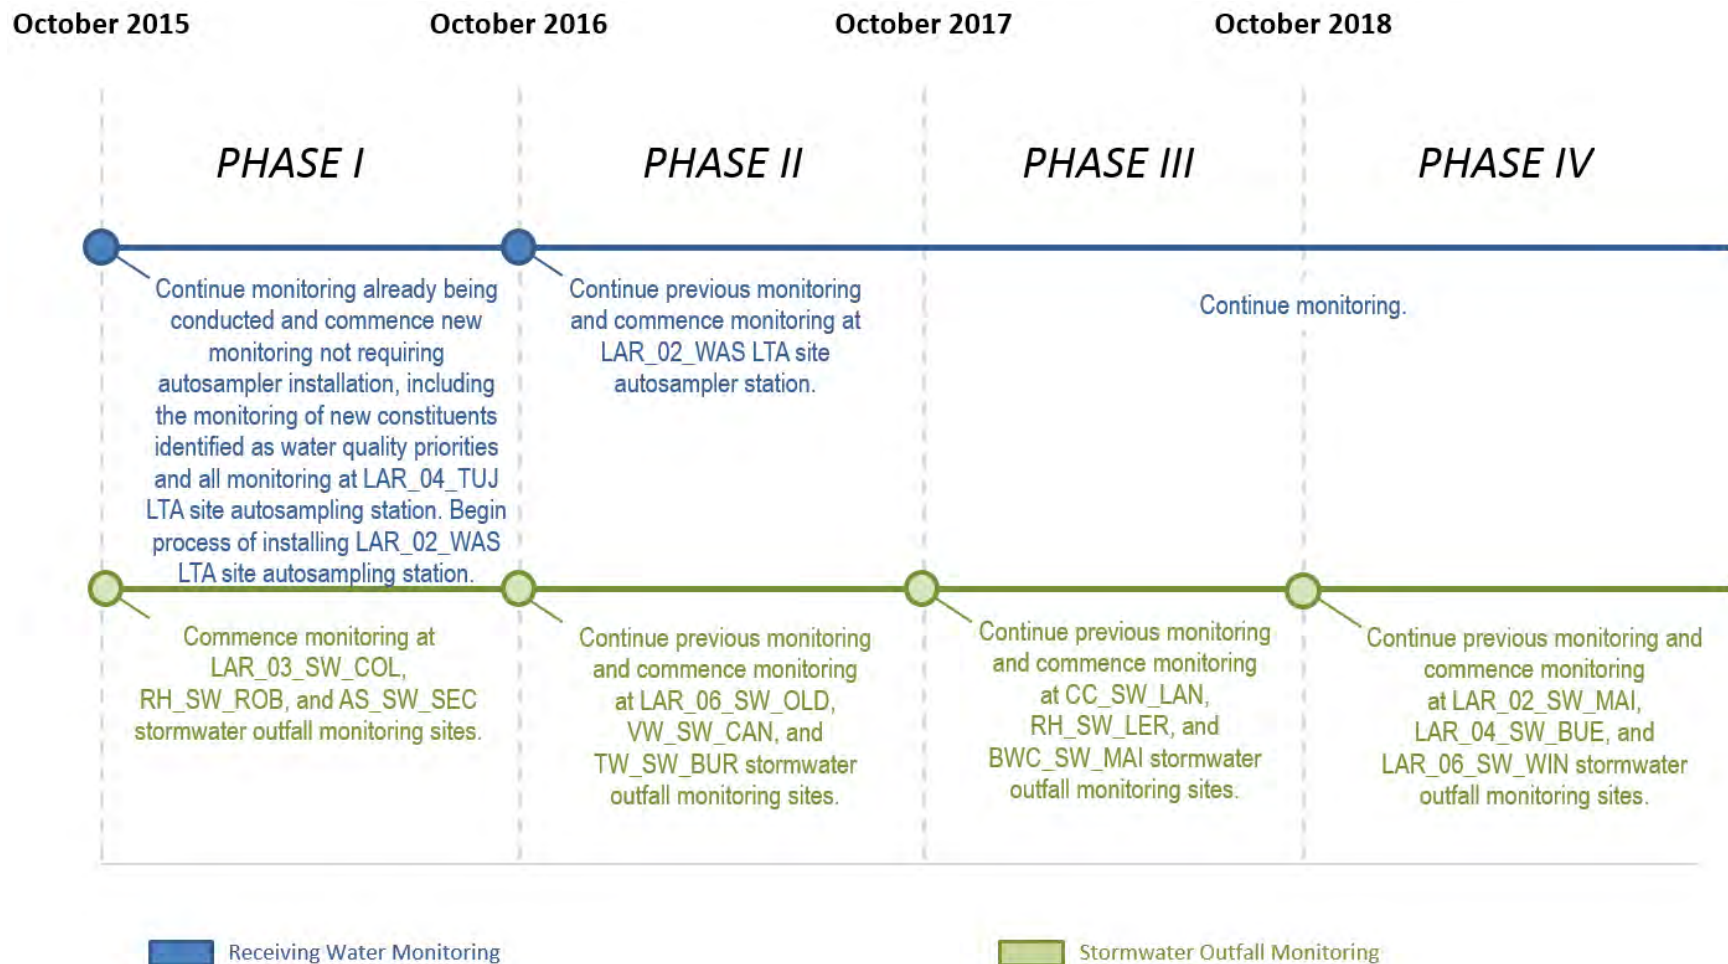 October 2015
October 2016
October 2017
October 2018
PHASE I
PHASE II
PHASE III
PHASE IV
Continue monitoring already being
conducted and commence new
monitoring not requiring
autosampler installation, including
the monitoring of new constituents
identified as water quality priorities
and all monitoring at LAR_04_TUJ
LTA site autosampling station. Begin
process of installing LAR_02_WAS
LTA site autosampling station.
Continue previous monitoring
and commence monitoring at
LAR_02_WAS LTA site
autosampler station.
Continue monitoring.
Commence monitoring at
LAR_03_SW_COL,
RH_SW_ROB, and AS_SW_SEC
stormwater outfall monitoring sites.
Continue previous monitoring
and commence monitoring
at LAR_06_SW_OLD,
VW_SW_CAN, and
TW_SW_BUR stormwater
outfall monitoring sites.
Continue previous monitoring
and commence monitoring
at CC_SW_LAN,
RH_SW_LER, and
BWC_SW_MAI stormwater
outfall monitoring sites.
Continue previous monitoring and
commence monitoring
at LAR_02_SW_MAI,
LAR_04_SW_BUE, and
LAR_06_SW_WIN stormwater
outfall monitoring sites.
Receiving Water Monitoring
Stormwater Outfall Monitoring